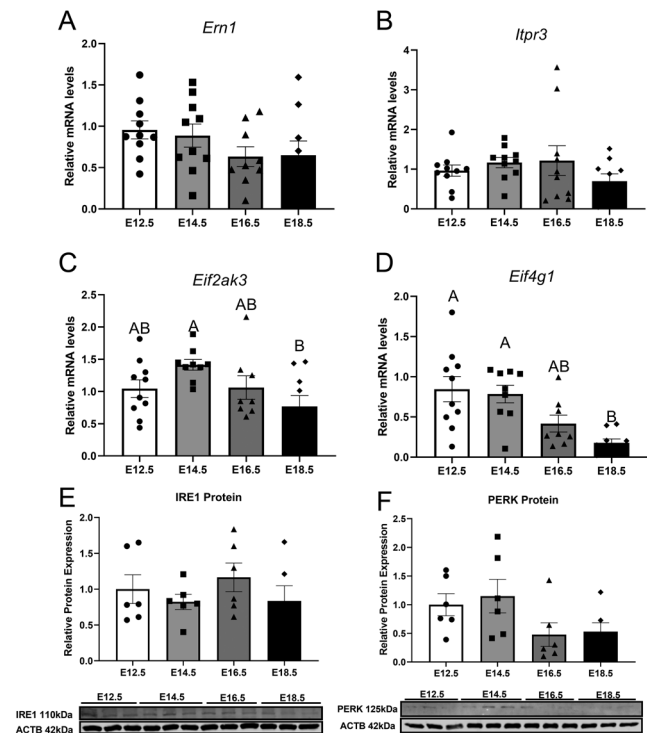 A
Ern1
Relative mRNA levels
2.0
1.5
1.0
0.5
0.0
E12.5 E14.5 E16.5 E18.5
B
Itpr3
Relative mRNA levels
4
3
2
1
0
E12.5 E14.5 E16.5 E18.5
C
Eif2ak3
Relative mRNA levels
2.5
2.0
1.5
1.0
0.5
0.0
AB A AB B
E12.5 E14.5 E16.5 E18.5
D
Eif4g1
Relative mRNA levels
2.0
1.5
1.0
0.5
0.0
A A AB B
E12.5 E14.5 E16.5 E18.5
E
IRE1 Protein
Relative Protein Expression
2.0
1.5
1.0
0.5
0.0
E12.5 E14.5 E16.5 E18.5
E12.5 E14.5 E16.5 E18.5
IRE1 110kDa
ACTB 42kDa
F
PERK Protein
Relative Protein Expression
2.5
2.0
1.5
1.0
0.5
0.0
E12.5 E14.5 E16.5 E18.5
E12.5 E14.5 E16.5 E18.5
PERK 125kDa
ACTB 42kDa